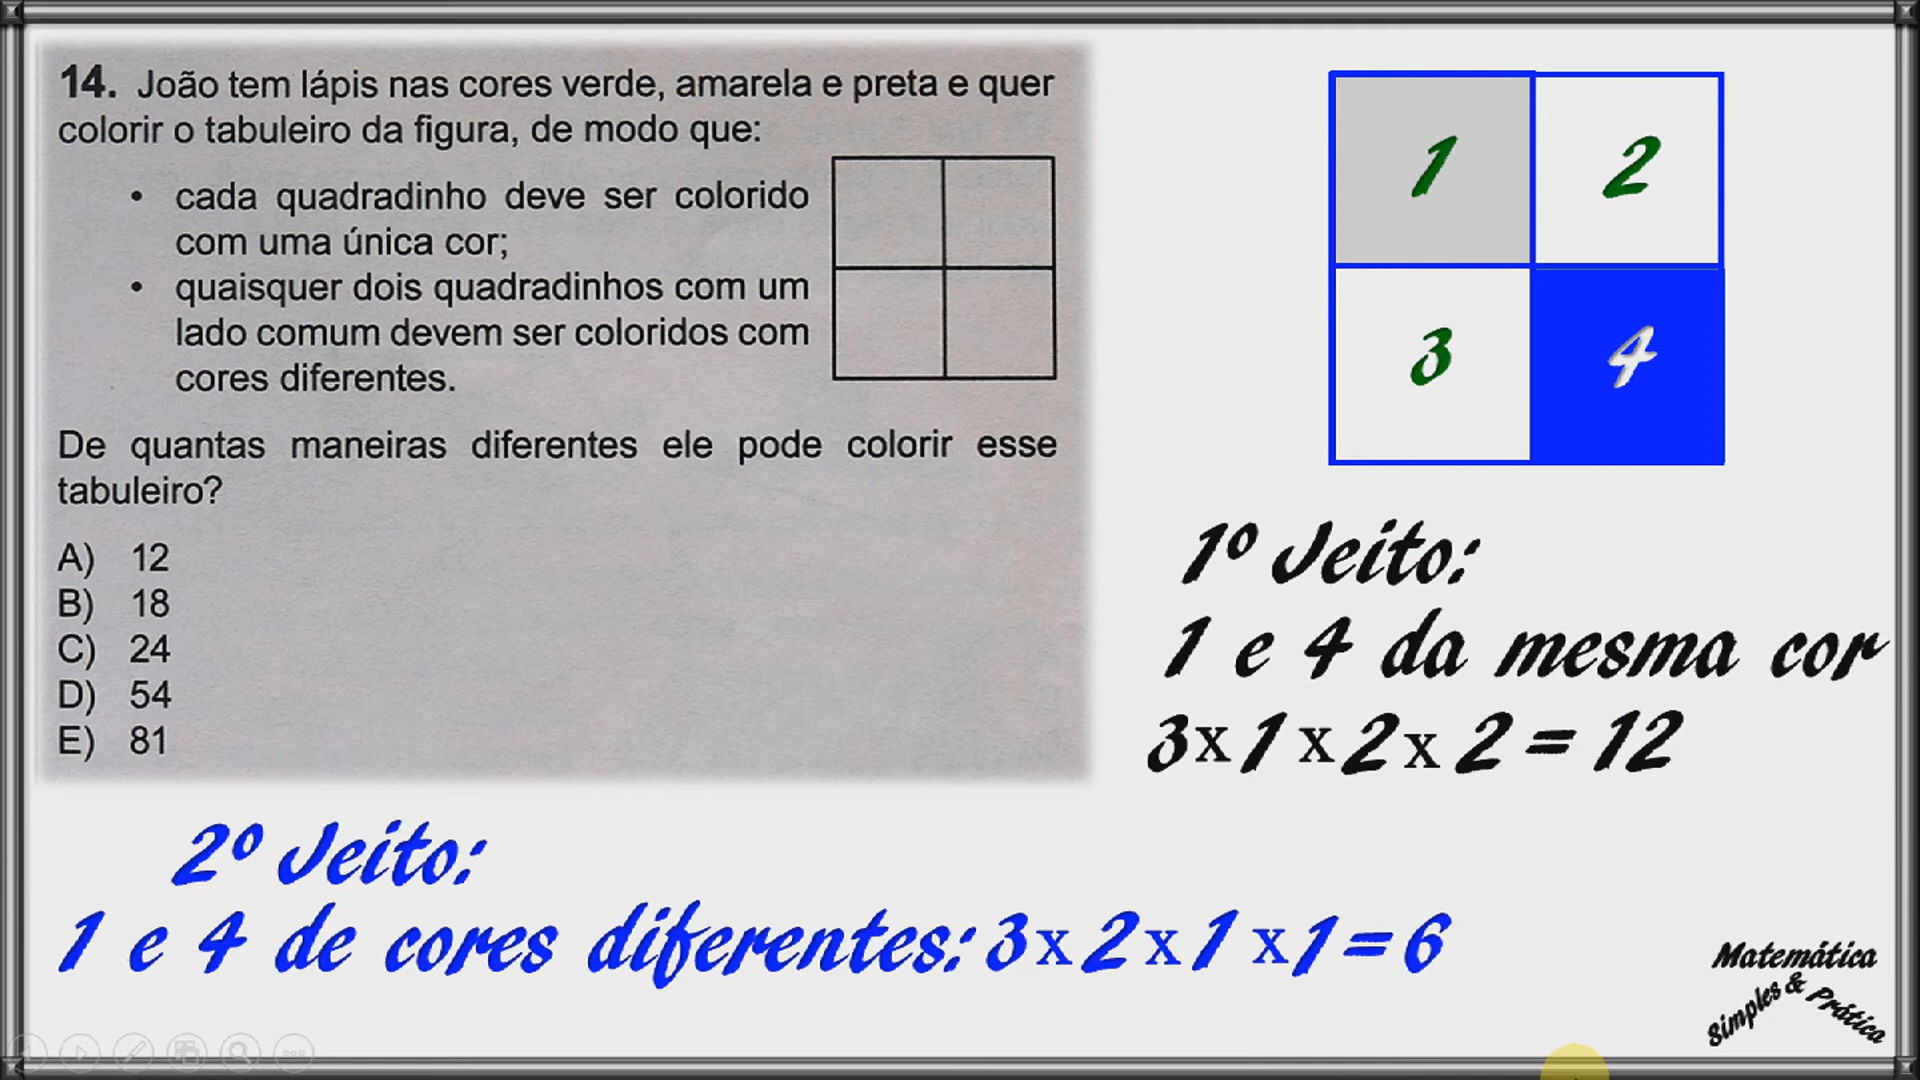 14. João tem lápis nas cores verde, amarela e preta e quer
colorir o tabuleiro da figura, de modo que:
• cada quadradinho deve ser colorido
com uma única cor;
• quaisquer dois quadradinhos com um
lado comum devem ser coloridos com
cores diferentes.
De quantas maneiras diferentes ele pode colorir esse
tabuleiro?
A) 12
B) 18
C) 24
D) 54
E) 81
1 2
3 4
1º Jeito:
1 e 4 da mesma cor
3x1x2x2=12
2º Jeito:
1 e 4 de cores diferentes: 3x2x1x1=6
Matemática
Simples & Prática